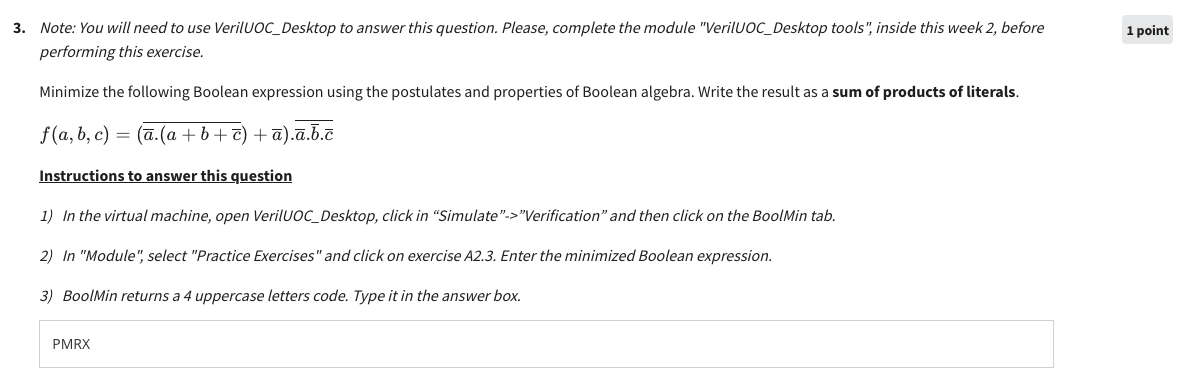 3. Note: You will need to use VerilUOC_Desktop to answer this question. Please, complete the module "VerilUOC_Desktop tools", inside this week 2, before
performing this exercise.
1 point
Minimize the following Boolean expression using the postulates and properties of Boolean algebra. Write the result as a sum of products of literals.
f(a, b, c) = (\overline{\overline{a}.(a + b + \overline{c})} + \overline{a}).\overline{\overline{a}.\overline{b}.\overline{c}}
Instructions to answer this question
1) In the virtual machine, open VerilUOC_Desktop, click in “Simulate”->”Verification” and then click on the BoolMin tab.
2) In "Module", select "Practice Exercises" and click on exercise A2.3. Enter the minimized Boolean expression.
3) BoolMin returns a 4 uppercase letters code. Type it in the answer box.
PMRX